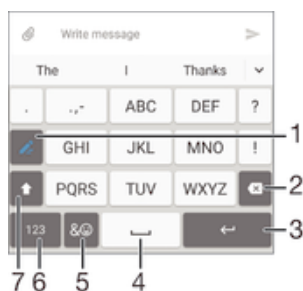 Write message
The I Thanks
. .,- ABC DEF ?
GHI JKL MNO ! 1
PQRS TUV WXYZ 2
123 &☺ 3
7 6 5 4